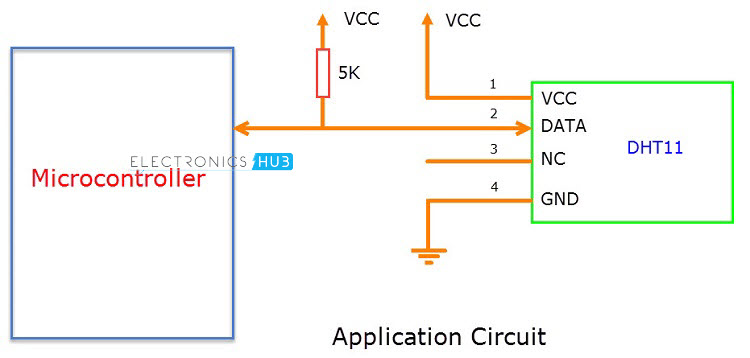 VCC
VCC
5K
1
VCC
2
DATA
DHT11
3
NC
ELECTRONICS HUB
Microcontroller
4
GND
Application Circuit